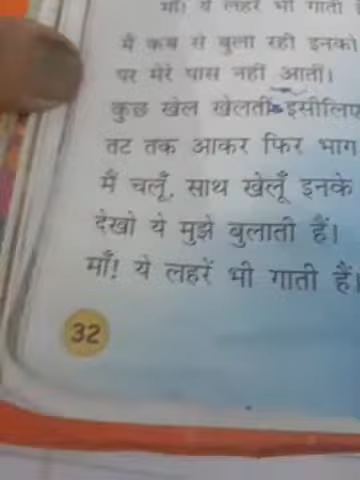 माँ! ये लहरें भी गाती
मैं कब से बुला रही इनको
पर मेरे पास नहीं आतीं।
कुछ खेल खेलती इसीलिए
तट तक आकर फिर भाग
मैं चलूँ, साथ खेलूँ इनके
देखो ये मुझे बुलाती हैं।
माँ! ये लहरें भी गाती हैं।
32